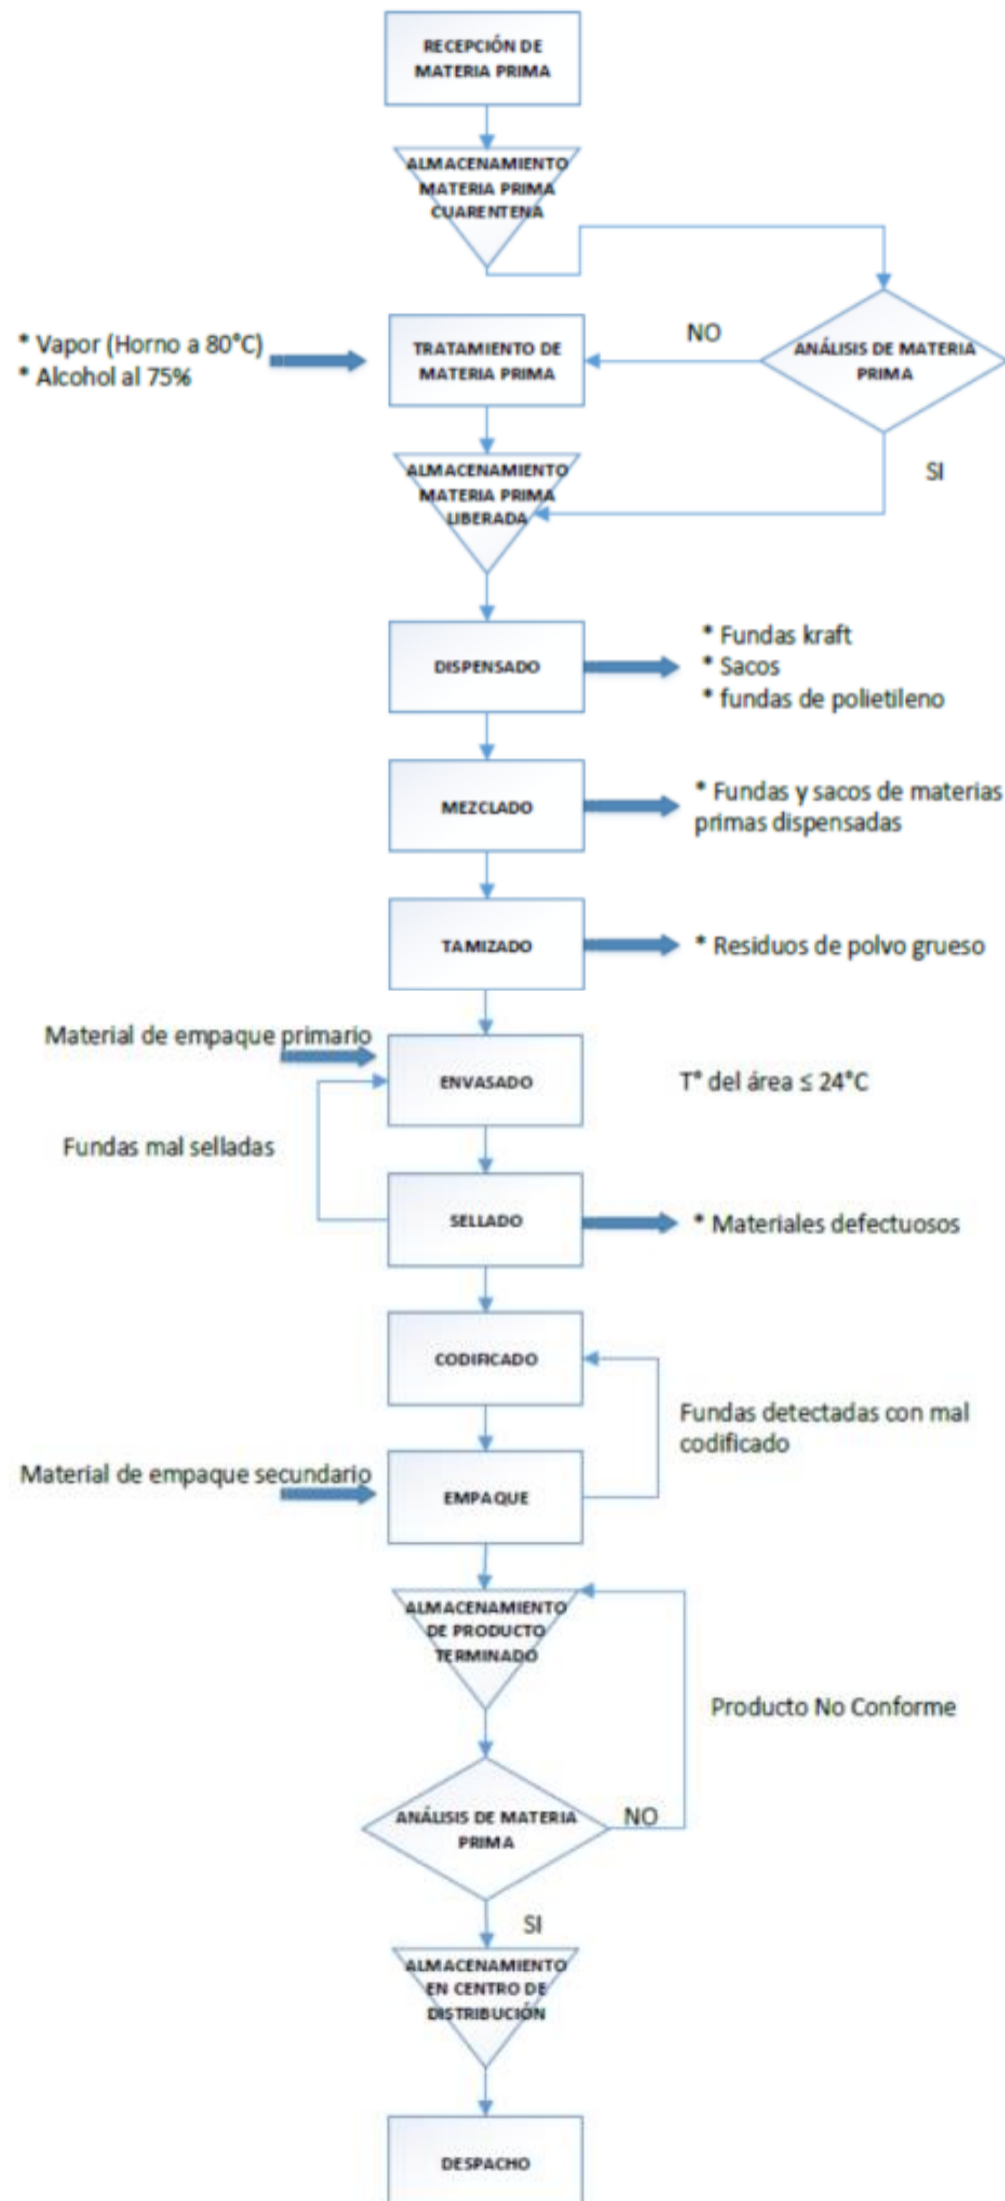 RECEPCIÓN DE
MATERIA PRIMA
ALMACENAMIENTO
MATERIA PRIMA
CUARENTENA
ANÁLISIS DE MATERIA
PRIMA
NO
SI
* Vapor (Horno a 80°C)
* Alcohol al 75%
TRATAMIENTO DE
MATERIA PRIMA
ALMACENAMIENTO
MATERIA PRIMA
LIBERADA
DISPENSADO
* Fundas kraft
* Sacos
* fundas de polietileno
MEZCLADO
* Fundas y sacos de materias
primas dispensadas
TAMIZADO
* Residuos de polvo grueso
Material de empaque primario
ENVASADO
T° del área ≤ 24°C
Fundas mal selladas
SELLADO
* Materiales defectuosos
CODIFICADO
Fundas detectadas con mal
codificado
Material de empaque secundario
EMPAQUE
ALMACENAMIENTO
DE PRODUCTO
TERMINADO
Producto No Conforme
ANÁLISIS DE MATERIA
PRIMA
NO
SI
ALMACENAMIENTO
EN CENTRO DE
DISTRIBUCIÓN
DESPACHO